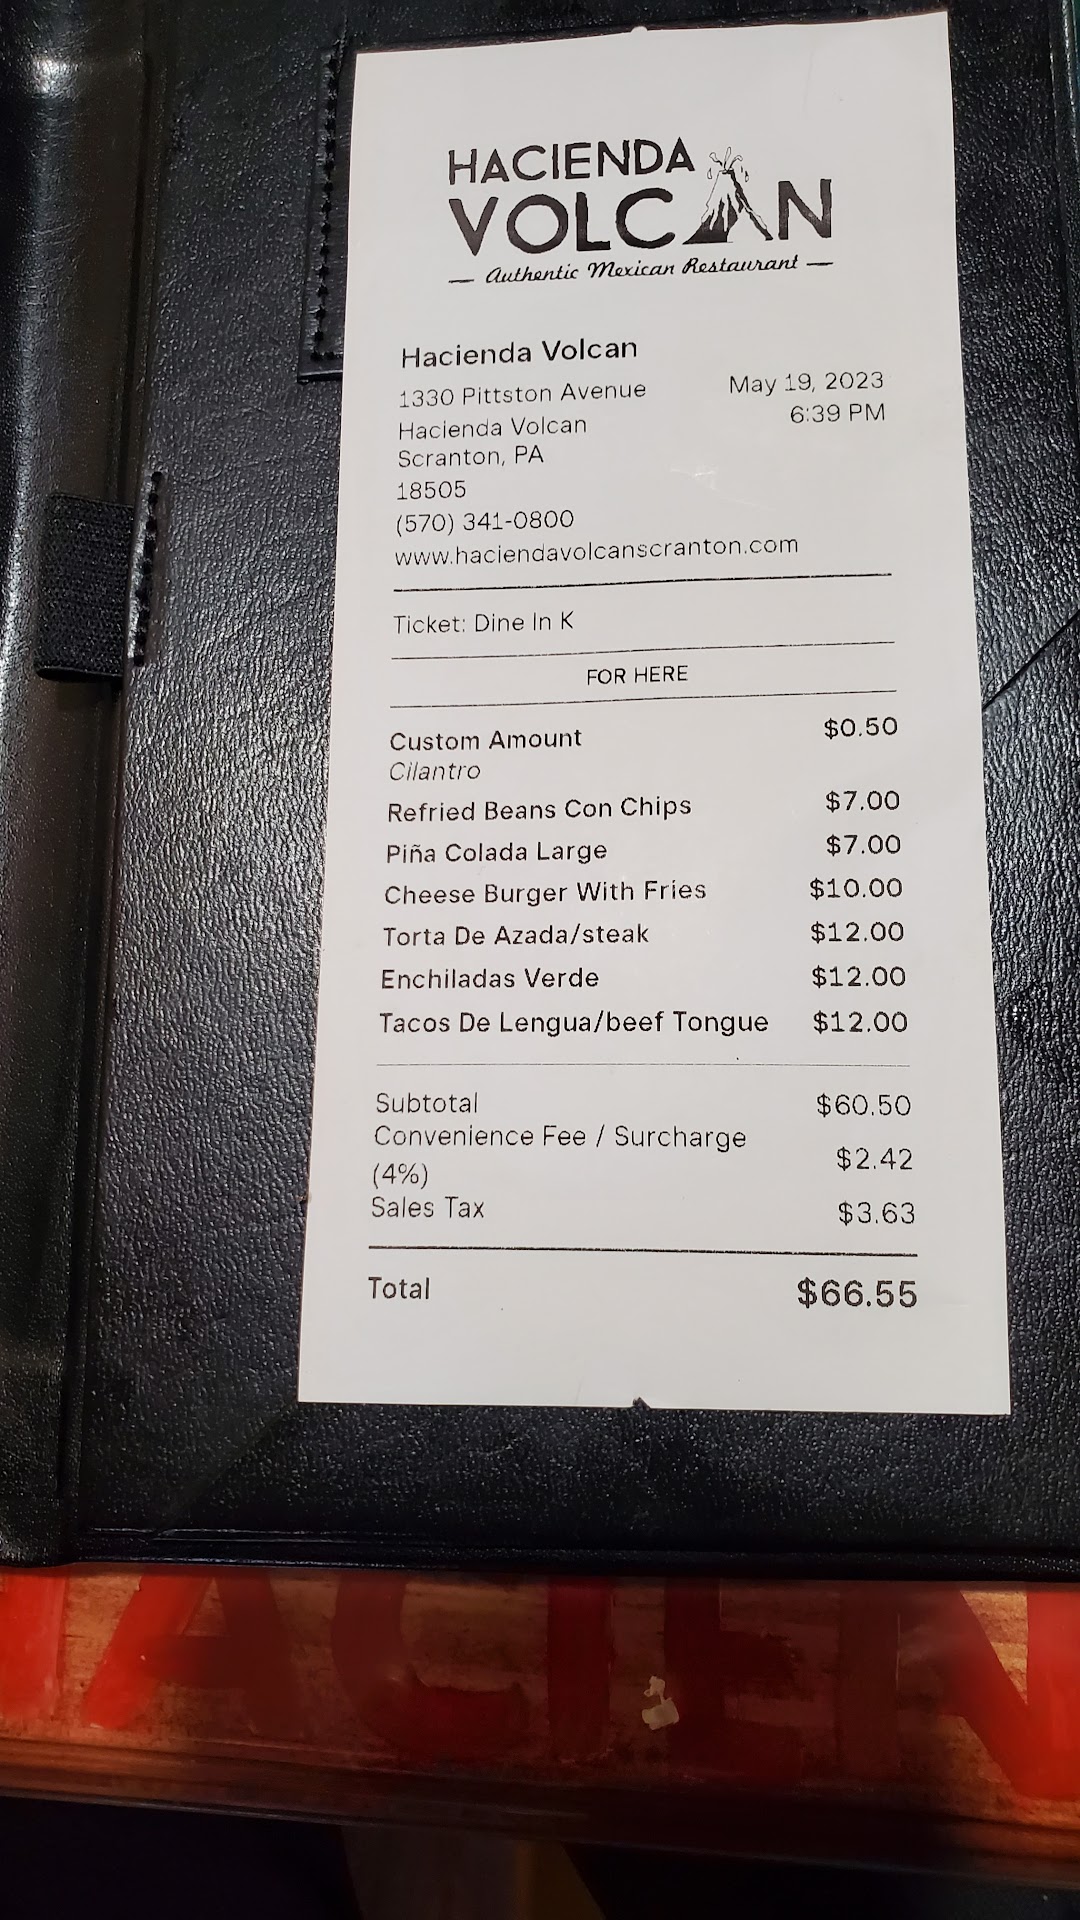 HACIENDA
VOLCAN
— Authentic Mexican Restaurant —
Hacienda Volcan
1330 Pittston Avenue
May 19, 2023
Hacienda Volcan
6:39 PM
Scranton, PA
18505
(570) 341-0800
www.haciendavolcanscranton.com
Ticket: Dine In K
FOR HERE
Custom Amount $0.50
Cilantro
Refried Beans Con Chips $7.00
Piña Colada Large $7.00
Cheese Burger With Fries $10.00
Torta De Azada/steak $12.00
Enchiladas Verde $12.00
Tacos De Lengua/beef Tongue $12.00
Subtotal $60.50
Convenience Fee / Surcharge
(4%) $2.42
Sales Tax $3.63
Total $66.55